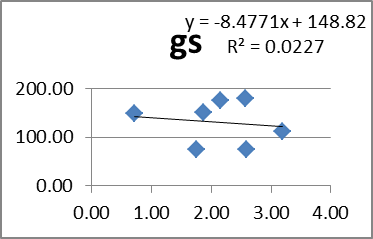 y = -8.4771x + 148.82
gs
R² = 0.0227
200.00
100.00
0.00
0.00 1.00 2.00 3.00 4.00